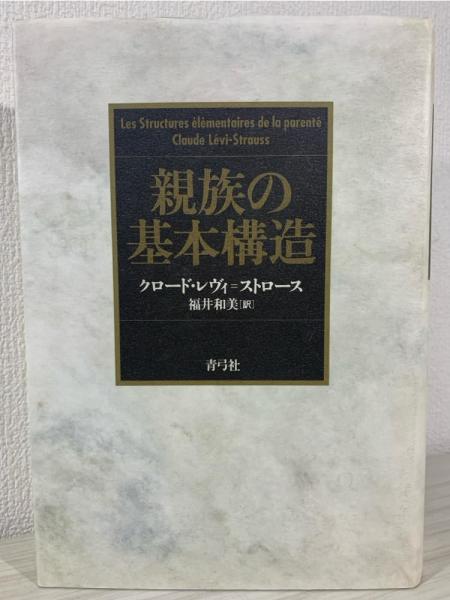 Les Structures élémentaires de la parenté
Claude Lévi-Strauss
親族の
基本構造
クロード・レヴィ=ストロース
福井和美[訳]
青弓社